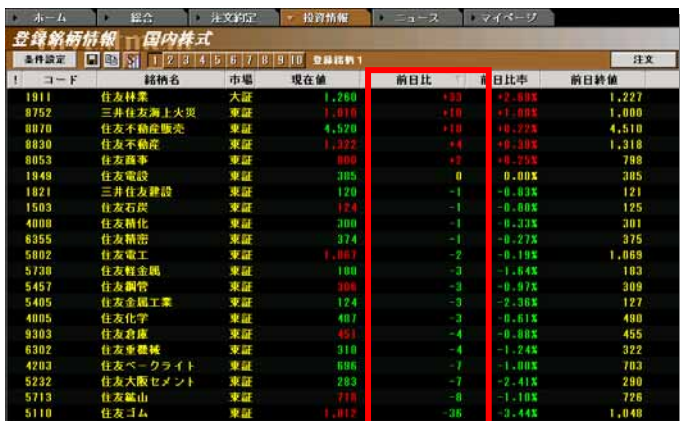 ホーム 総合 注文約定 投資情報 ニュース マイページ
登録銘柄情報 国内株式
条件設定 1 2 3 4 5 6 7 8 9 10 登録銘柄1 注文
! コード 銘柄名 市場 現在値 前日比 前日比率 前日終値
1911 住友林業 大証 1,260 +33 +2.69% 1,227
8752 三井住友海上火災 東証 1,010 +10 +1.00% 1,000
8870 住友不動産販売 東証 4,520 +10 +0.22% 4,510
8830 住友不動産 東証 1,322 +4 +0.30% 1,318
8053 住友商事 東証 800 +2 +0.25% 798
1949 住友電設 東証 385 0 0.00% 385
1821 三井住友建設 東証 120 -1 -0.83% 121
1503 住友石炭 東証 124 -1 -0.80% 125
4008 住友精化 東証 300 -1 -0.33% 301
6355 住友精密 東証 374 -1 -0.27% 375
5802 住友電工 東証 1,067 -2 -0.19% 1,069
5738 住友軽金属 東証 180 -3 -1.64% 183
5457 住友鋼管 東証 306 -3 -0.97% 309
5405 住友金属工業 東証 124 -3 -2.36% 127
4005 住友化学 東証 487 -3 -0.61% 490
9303 住友倉庫 東証 451 -4 -0.88% 455
6302 住友重機械 東証 318 -4 -1.24% 322
4203 住友ベークライト 東証 696 -7 -1.00% 703
5232 住友大阪セメント 東証 283 -7 -2.41% 290
5713 住友鉱山 東証 718 -8 -1.10% 726
5110 住友ゴム 東証 1,012 -36 -3.44% 1,048